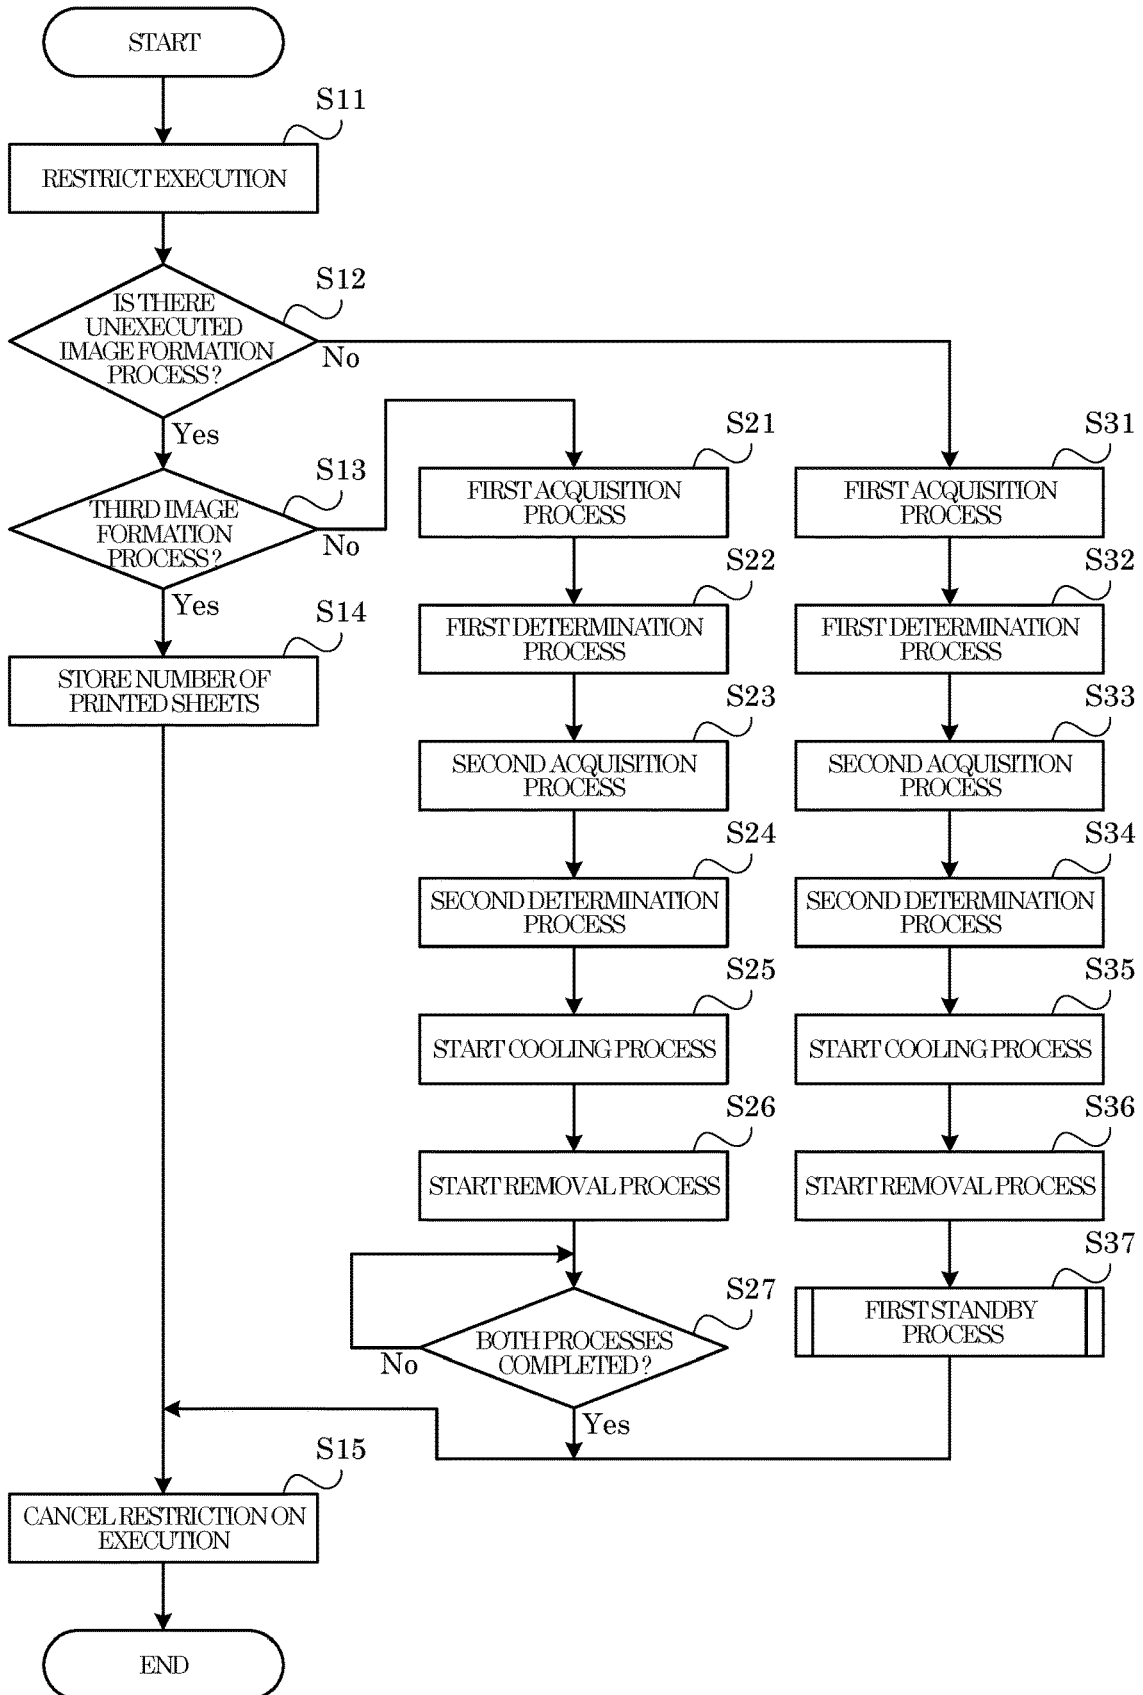 START
S11
RESTRICT EXECUTION
S12
IS THERE
UNEXECUTED
IMAGE FORMATION
PROCESS?
No
Yes
S13
THIRD IMAGE
FORMATION
PROCESS?
No
Yes
S14
STORE NUMBER OF
PRINTED SHEETS
S21
FIRST ACQUISITION
PROCESS
S22
FIRST DETERMINATION
PROCESS
S23
SECOND ACQUISITION
PROCESS
S24
SECOND DETERMINATION
PROCESS
S25
START COOLING PROCESS
S26
START REMOVAL PROCESS
S27
BOTH PROCESSES
COMPLETED?
No
Yes
S31
FIRST ACQUISITION
PROCESS
S32
FIRST DETERMINATION
PROCESS
S33
SECOND ACQUISITION
PROCESS
S34
SECOND DETERMINATION
PROCESS
S35
START COOLING PROCESS
S36
START REMOVAL PROCESS
S37
FIRST STANDBY
PROCESS
S15
CANCEL RESTRICTION ON
EXECUTION
END